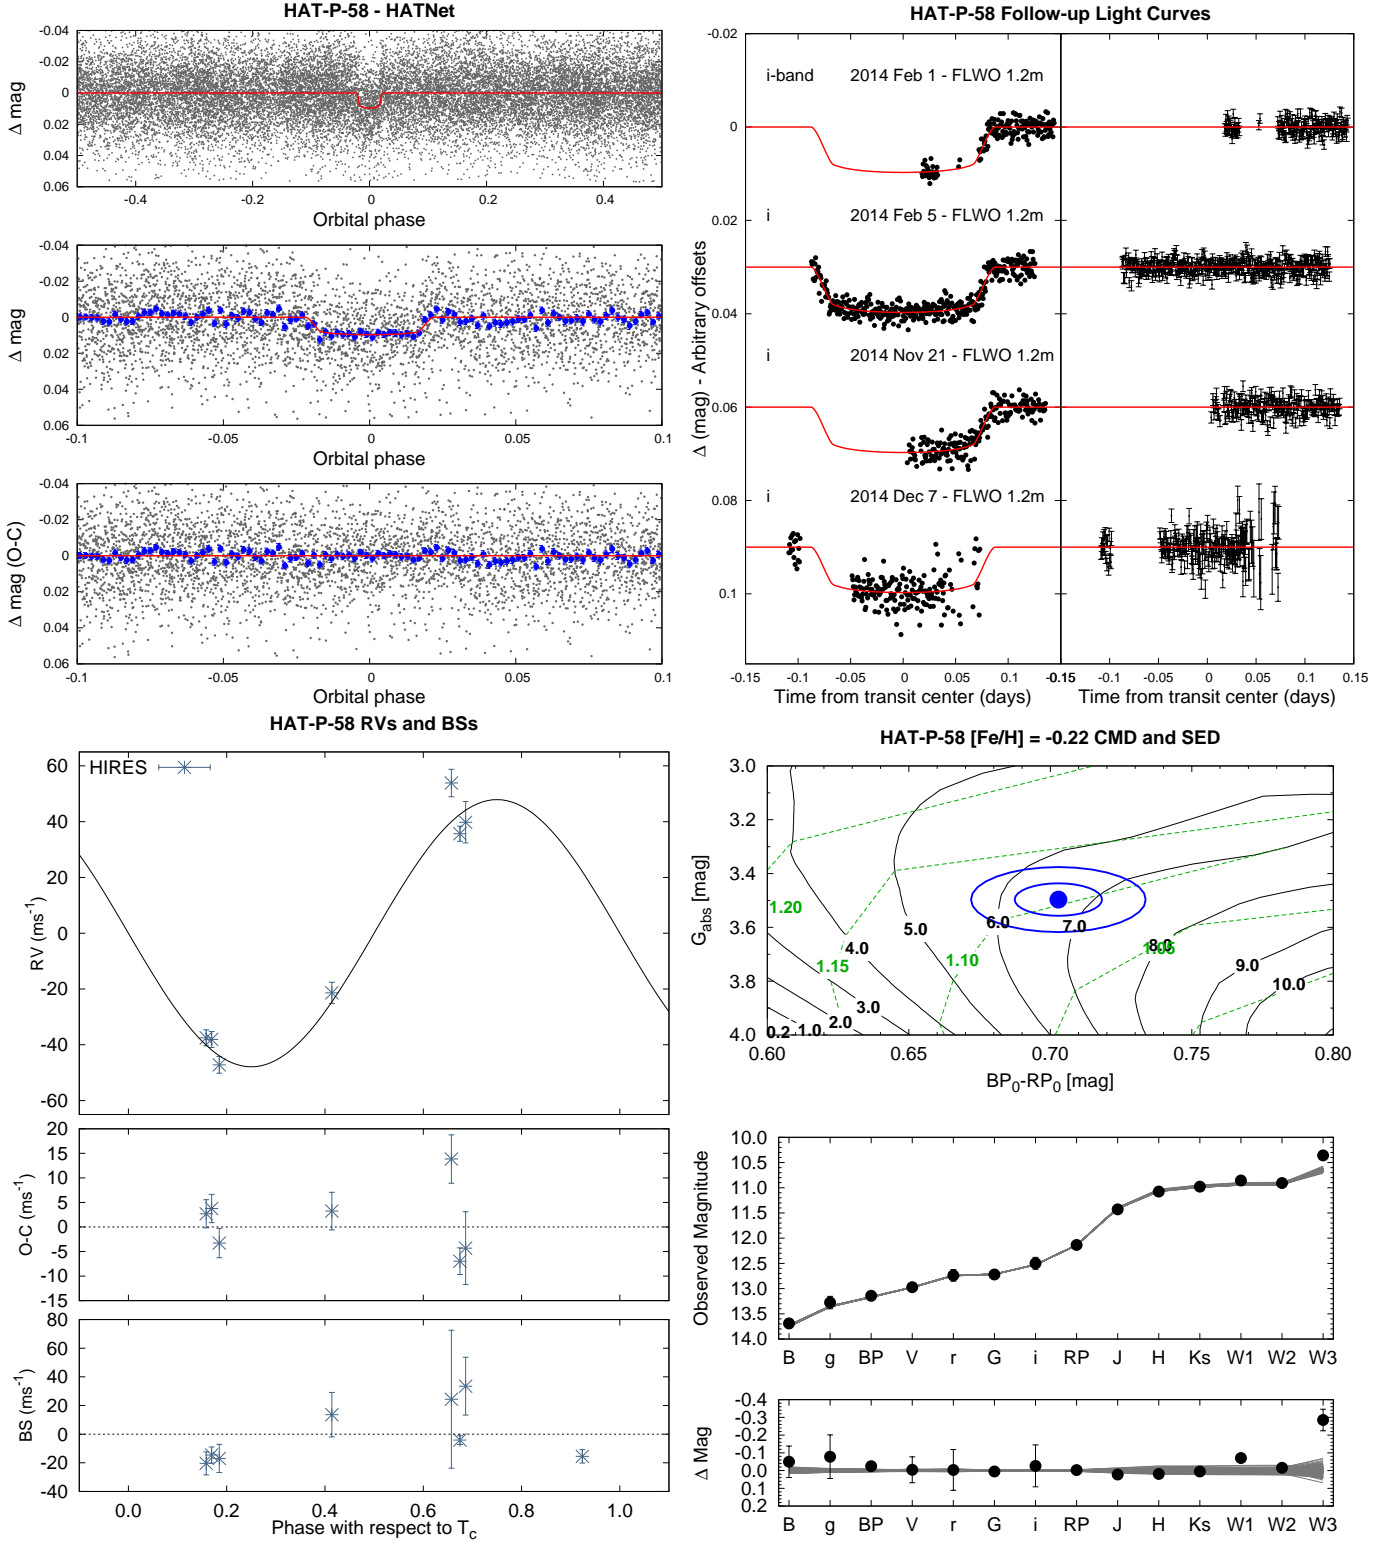 HAT-P-58 - HATNet
-0.04
-0.02
0
0.02
0.04
0.06
Δ mag
-0.4 -0.2 0 0.2 0.4
Orbital phase
-0.04
-0.02
0
0.02
0.04
0.06
Δ mag
-0.1 -0.05 0 0.05 0.1
Orbital phase
-0.04
-0.02
0
0.02
0.04
0.06
Δ mag (O-C)
-0.1 -0.05 0 0.05 0.1
Orbital phase
HAT-P-58 Follow-up Light Curves
-0.02
0
0.02
0.04
0.06
0.08
0.1
Δ (mag) - Arbitrary offsets
i-band 2014 Feb 1 - FLWO 1.2m
i 2014 Feb 5 - FLWO 1.2m
i 2014 Nov 21 - FLWO 1.2m
i 2014 Dec 7 - FLWO 1.2m
-0.15 -0.1 -0.05 0 0.05 0.1 0.15
-0.15 -0.1 -0.05 0 0.05 0.1 0.15
Time from transit center (days)
Time from transit center (days)
HAT-P-58 RVs and BSs
HIRES
60
40
20
0
-20
-40
-60
RV (ms⁻¹)
20
15
10
5
0
-5
-10
-15
O-C (ms⁻¹)
80
60
40
20
0
-20
-40
BS (ms⁻¹)
0.0 0.2 0.4 0.6 0.8 1.0
Phase with respect to T_c
HAT-P-58 [Fe/H] = -0.22 CMD and SED
3.0
3.2
3.4
3.6
3.8
4.0
G_abs [mag]
1.20
1.15
1.10
1.05
0.2
1.0
2.0
3.0
4.0
5.0
6.0
7.0
8.0
9.0
10.0
0.60 0.65 0.70 0.75 0.80
BP₀-RP₀ [mag]
10.0
10.5
11.0
11.5
12.0
12.5
13.0
13.5
14.0
Observed Magnitude
B g BP V r G i RP J H Ks W1 W2 W3
-0.4
-0.3
-0.2
-0.1
0.0
0.1
0.2
Δ Mag
B g BP V r G i RP J H Ks W1 W2 W3